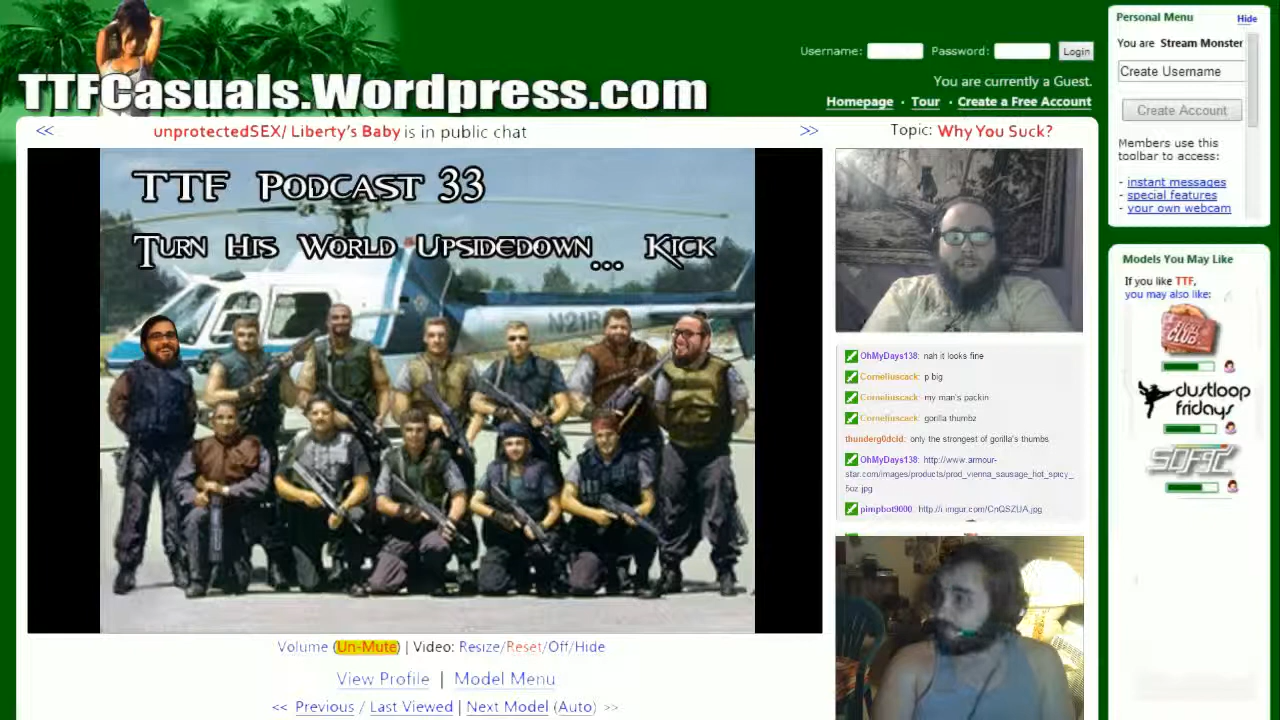 TTFCasuals.Wordpress.com
Username: Password: Login
You are currently a Guest.
Homepage · Tour · Create a Free Account
<< unprotectedSEX/ Liberty's Baby is in public chat >>
Topic: Why You Suck?
TTF Podcast 33
Turn His World Upsidedown... Kick
N21R
OhMyDays138: nah it looks fine
Corneliuscack: p big
Corneliuscack: my man's packin
Corneliuscack: gorilla thumbz
thunderg0dcld: only the strongest of gorilla's thumbs
OhMyDays138: http://www.armour-
star.com/images/products/prod_vienna_sausage_hot_spicy_
5oz.jpg
pimpbot9000: http://i.imgur.com/CnQSZUA.jpg
Volume (Un-Mute) | Video: Resize/Reset/Off/Hide
View Profile | Model Menu
<< Previous / Last Viewed | Next Model (Auto) >>
Personal Menu Hide
You are Stream Monster
Create Username
Create Account
Members use this
toolbar to access:
- instant messages
- special features
- your own webcam
Models You May Like
If you like TTF,
you may also like:
FIGHT CLUB
dustloop
fridays